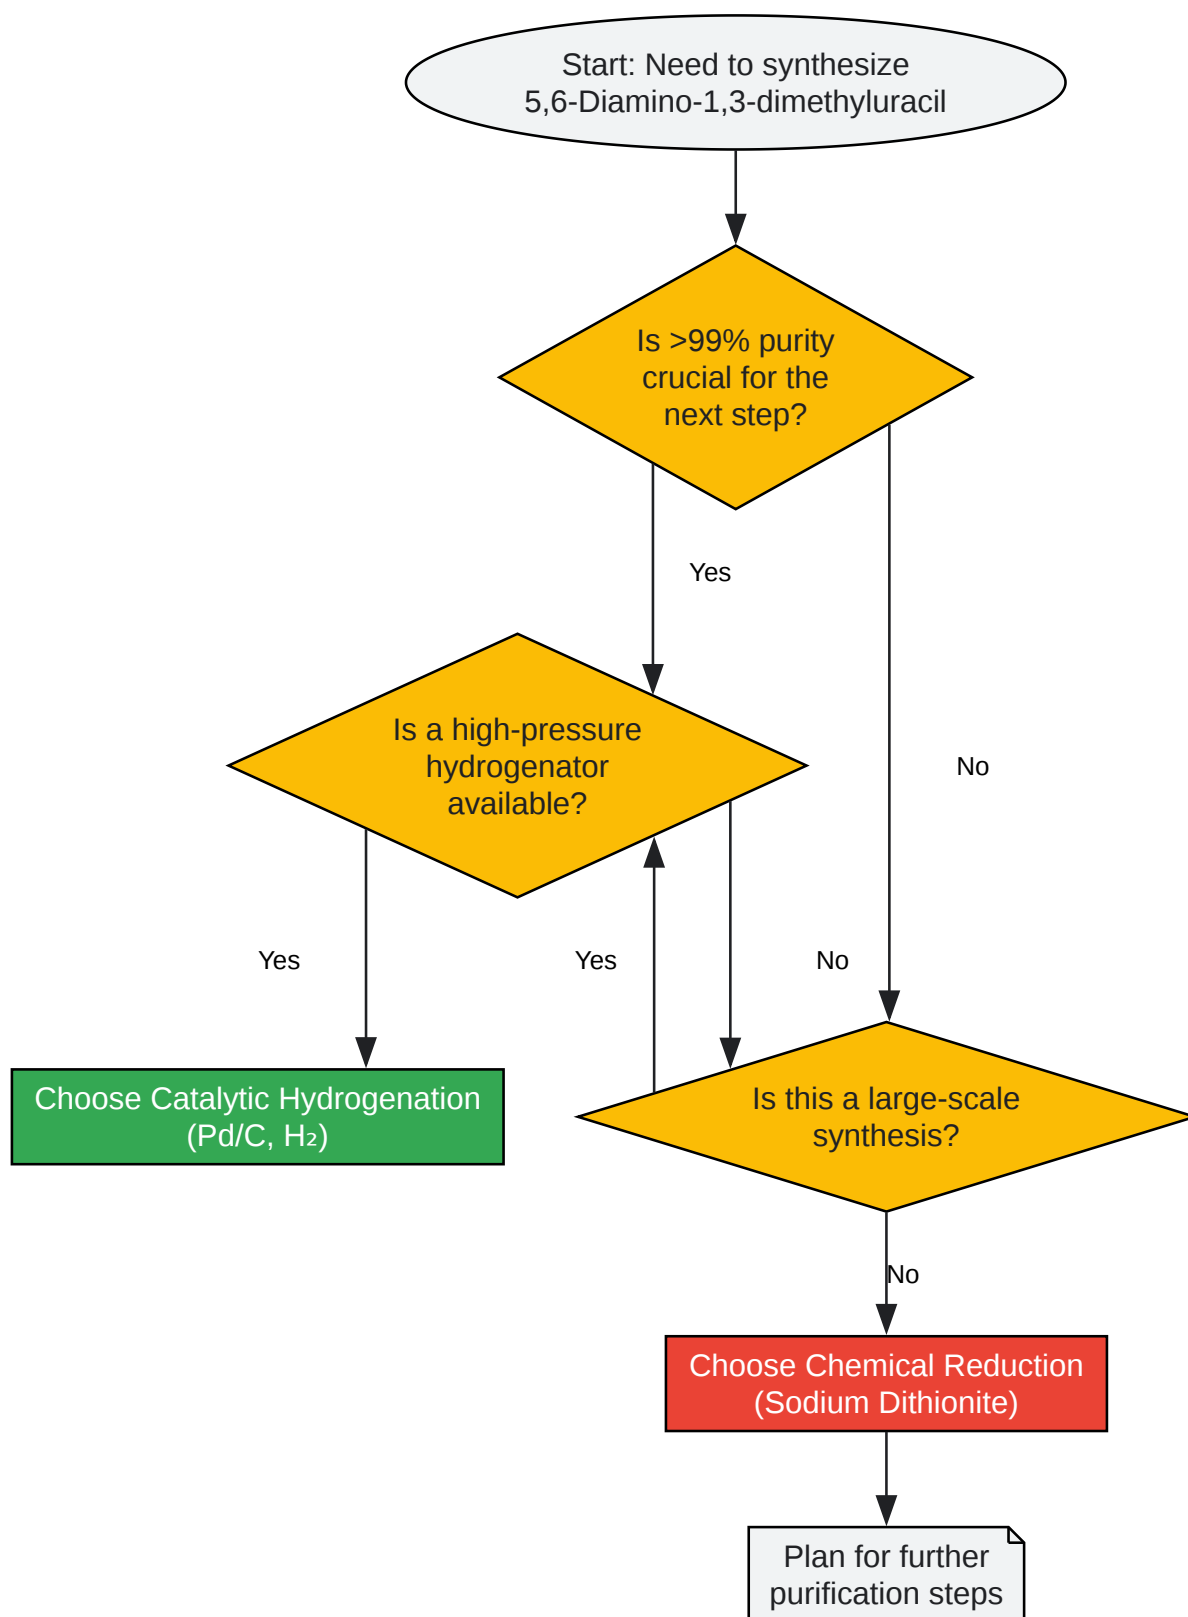 Start: Need to synthesize
5,6-Diamino-1,3-dimethyluracil
Is >99% purity
crucial for the
next step?
Yes
No
Is a high-pressure
hydrogenator
available?
Yes
Yes
No
Choose Catalytic Hydrogenation
(Pd/C, H₂)
Is this a large-scale
synthesis?
No
Choose Chemical Reduction
(Sodium Dithionite)
Plan for further
purification steps